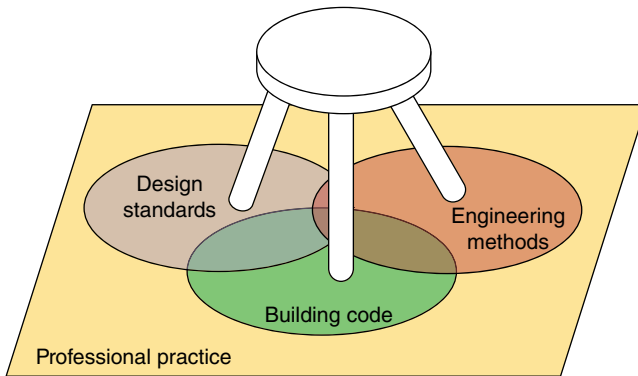 Design
standards
Engineering
methods
Building code
Professional practice